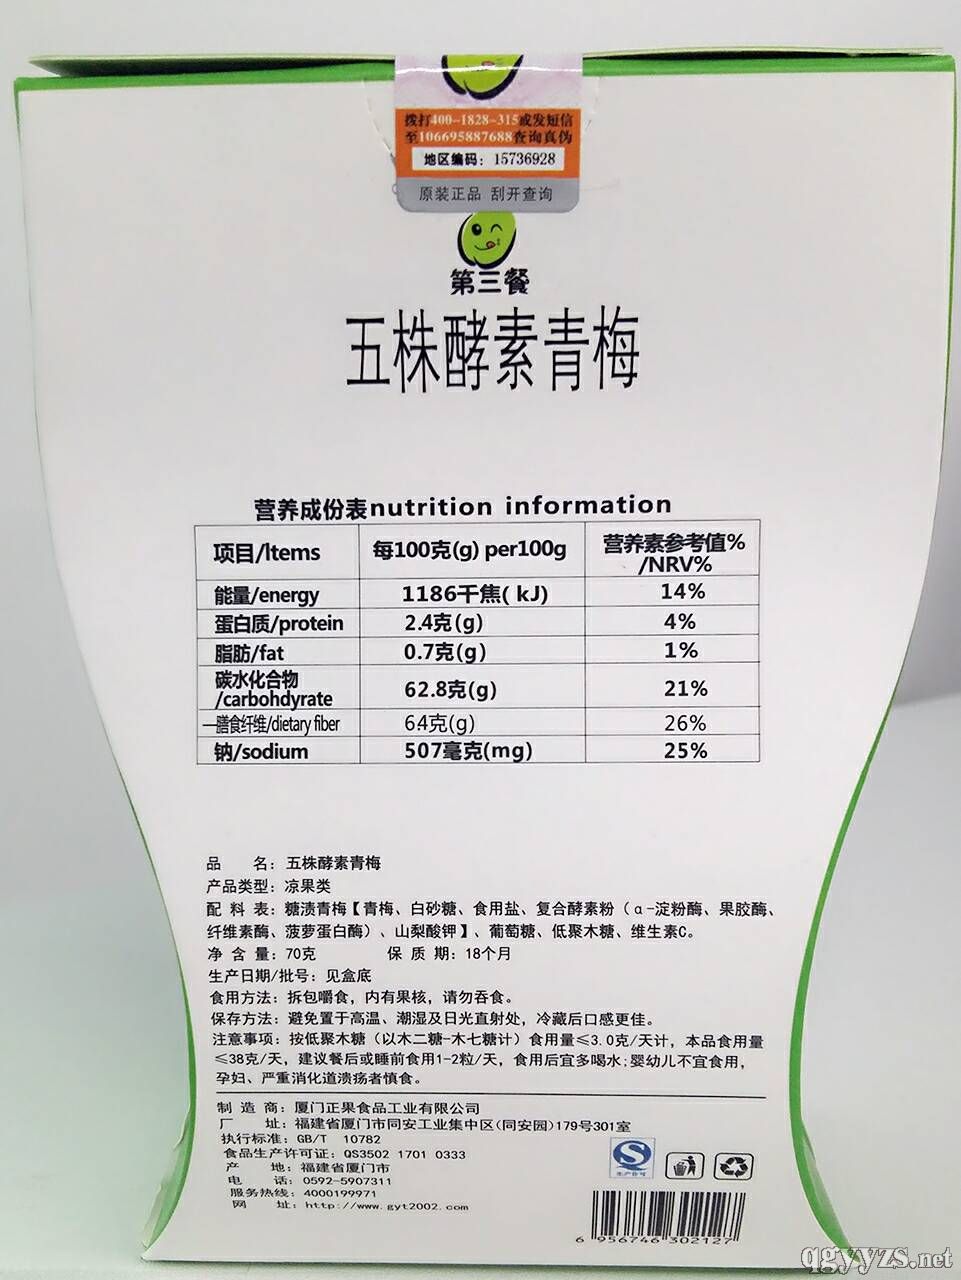 拨打400-1828-315或发短信
至106695887688查询真伪
地区编码：15736928
原装正品 刮开查询
第三餐
五株酵素青梅
营养成份表nutrition information
项目/Items 每100克(g) per100g 营养素参考值%
/NRV%
能量/energy 1186千焦( kJ) 14%
蛋白质/protein 2.4克(g) 4%
脂肪/fat 0.7克(g) 1%
碳水化合物
/carbohdyrate 62.8克(g) 21%
—膳食纤维/dietary fiber 6.4克(g) 26%
钠/sodium 507毫克(mg) 25%
品 名：五株酵素青梅
产品类型：凉果类
配 料 表：糖渍青梅【青梅、白砂糖、食用盐、复合酵素粉（α-淀粉酶、果胶酶、
纤维素酶、菠萝蛋白酶）、山梨酸钾】、葡萄糖、低聚木糖、维生素C。
净 含 量：70克 保 质 期：18个月
生产日期/批号：见盒底
食用方法：拆包嚼食，内有果核，请勿吞食。
保存方法：避免置于高温、潮湿及日光直射处，冷藏后口感更佳。
注意事项：按低聚木糖（以木二糖-木七糖计）食用量≤3.0克/天计，本品食用量
≤38克/天，建议餐后或睡前食用1-2粒/天，食用后宜多喝水;婴幼儿不宜食用，
孕妇、严重消化道溃疡者慎食。
制 造 商：厦门正果食品工业有限公司
厂 址：福建省厦门市同安工业集中区(同安园)179号301室
执行标准：GB/T 10782
食品生产许可证：QS3502 1701 0333
产 地：福建省厦门市
电 话：0592-5907311
服务热线：4000199971
网 址：http://www.gyt2002.com
生产许可
6 956746 302127
qgyyzs.net